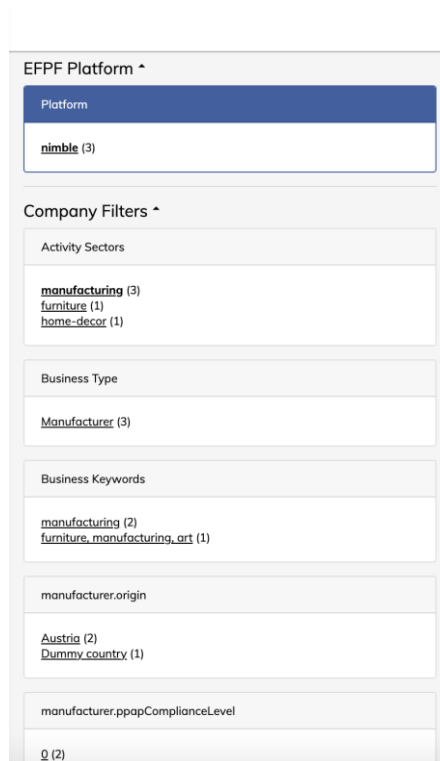 EFPF Platform
Platform
nimble (3)
Company Filters
Activity Sectors
manufacturing (3)
furniture (1)
home-decor (1)
Business Type
Manufacturer (3)
Business Keywords
manufacturing (2)
furniture, manufacturing, art (1)
manufacturer.origin
Austria (2)
Dummy country (1)
manufacturer.ppapComplianceLevel
0 (2)